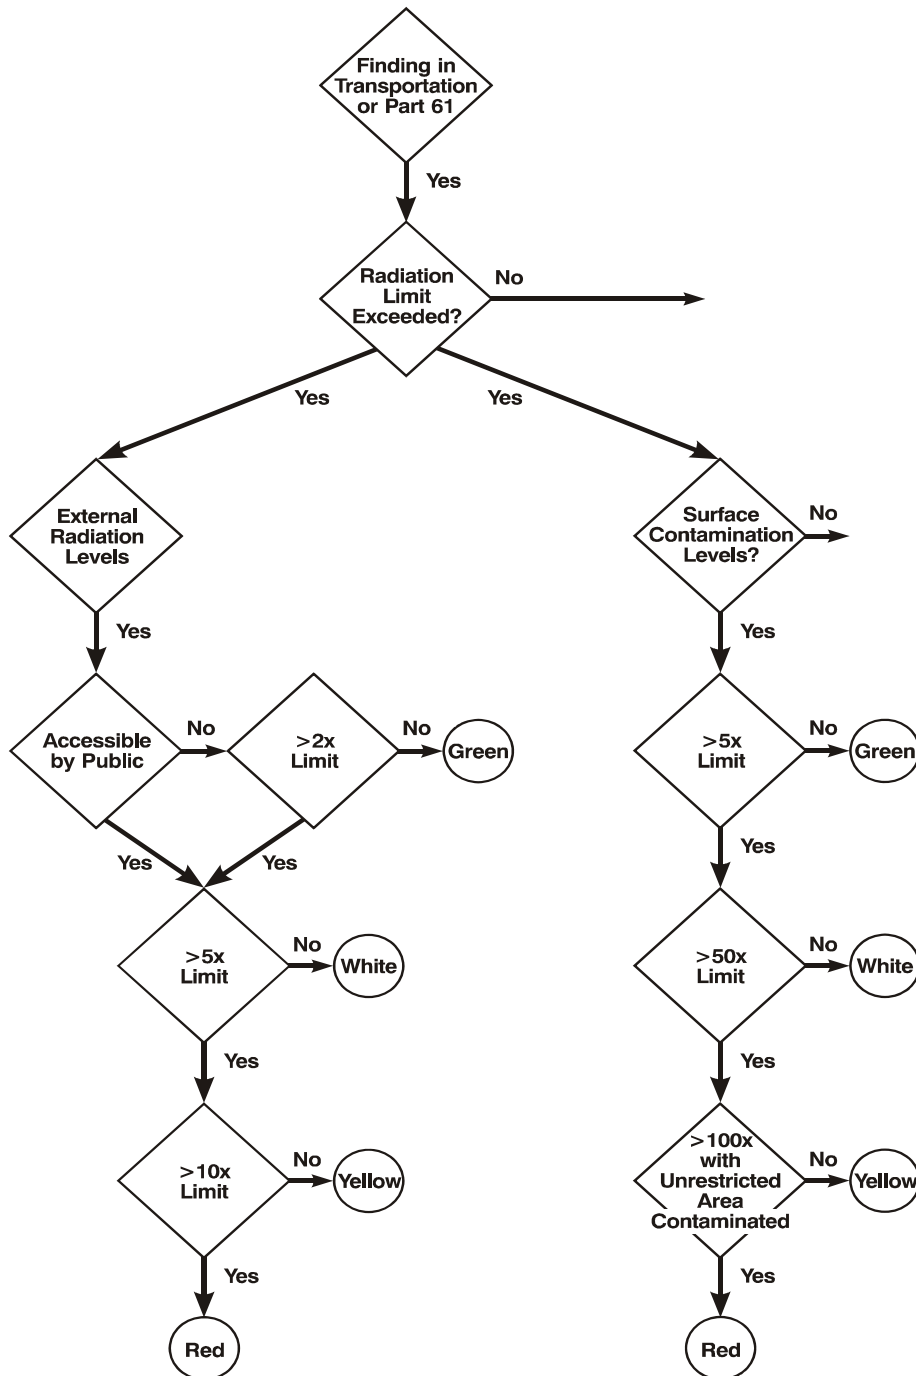 Finding in
Transportation
or Part 61
Yes
Radiation
Limit
Exceeded?
No
Yes
Yes
External
Radiation
Levels
Surface
Contamination
Levels?
No
Yes
Yes
Accessible
by Public
No
>2x
Limit
No
Green
>5x
Limit
No
Green
Yes
Yes
Yes
>5x
Limit
No
White
>50x
Limit
No
White
Yes
Yes
>10x
Limit
No
Yellow
>100x
with
Unrestricted
Area
Contaminated
No
Yellow
Yes
Yes
Red
Red